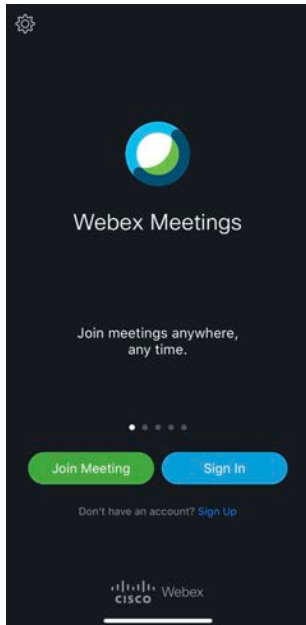 Webex Meetings
Join meetings anywhere,
any time.
Join Meeting
Sign In
Don't have an account? Sign Up
CISCO Webex